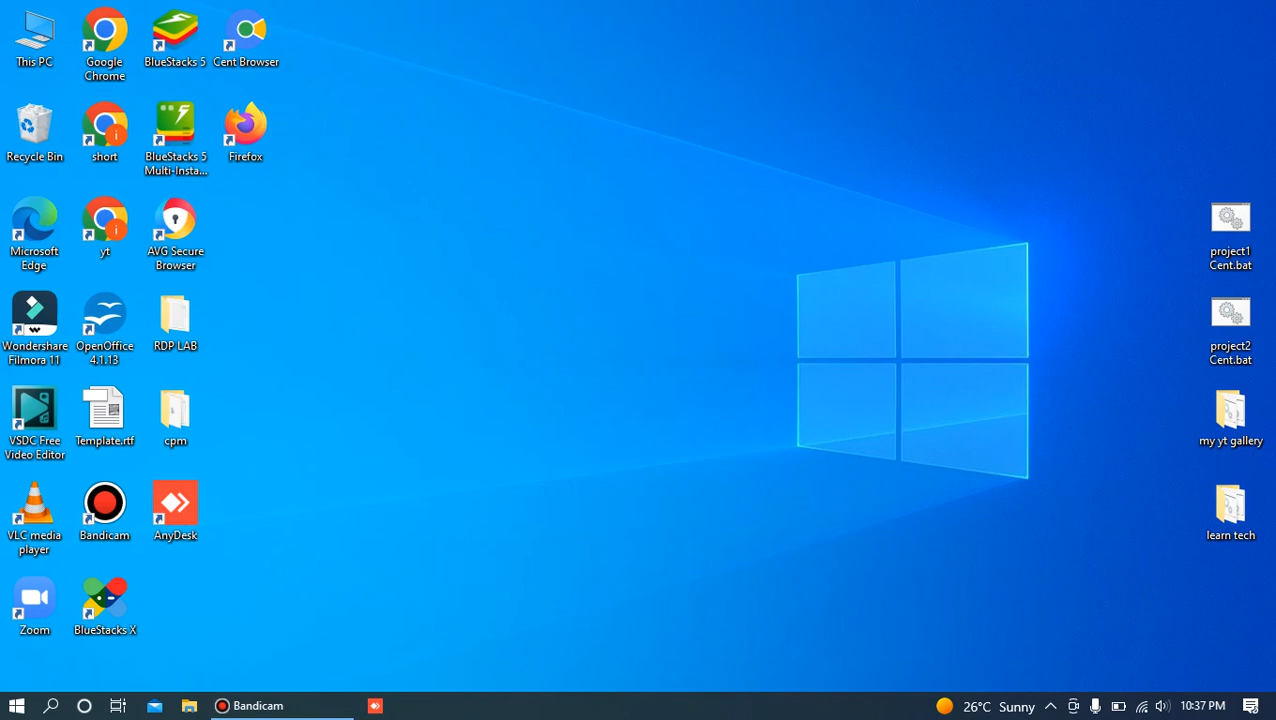 This PC
Google
Chrome
BlueStacks 5
Cent Browser
Recycle Bin
short
BlueStacks 5
Multi-Insta...
Firefox
Microsoft
Edge
yt
AVG Secure
Browser
Wondershare
Filmora 11
OpenOffice
4.1.13
RDP LAB
VSDC Free
Video Editor
Template.rtf
cpm
VLC media
player
Bandicam
AnyDesk
Zoom
BlueStacks X
project1
Cent.bat
project2
Cent.bat
my yt gallery
learn tech
Bandicam
26°C Sunny
10:37 PM